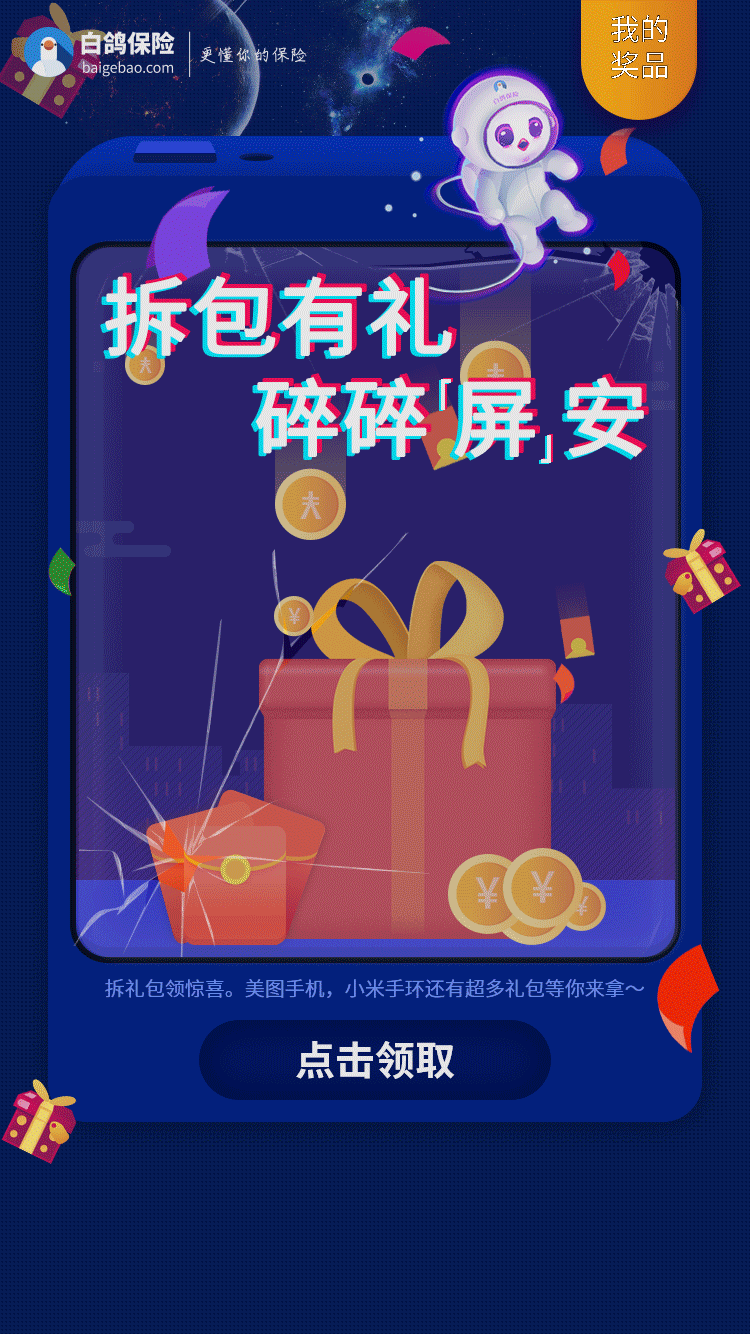 白鸽保险
baigebao.com
更懂你的保险
我的
奖品
白鸽保险
拆包有礼
碎碎「屏」安
¥
¥
¥
¥
拆礼包领惊喜。美图手机，小米手环还有超多礼包等你来拿～
点击领取